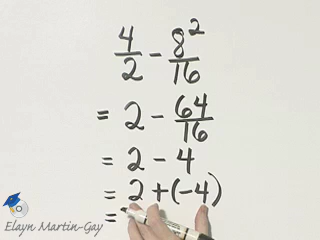 4/2 - 8²/16
= 2 - 64/16
= 2 - 4
= 2 + (-4)
=
Elayn Martin-Gay